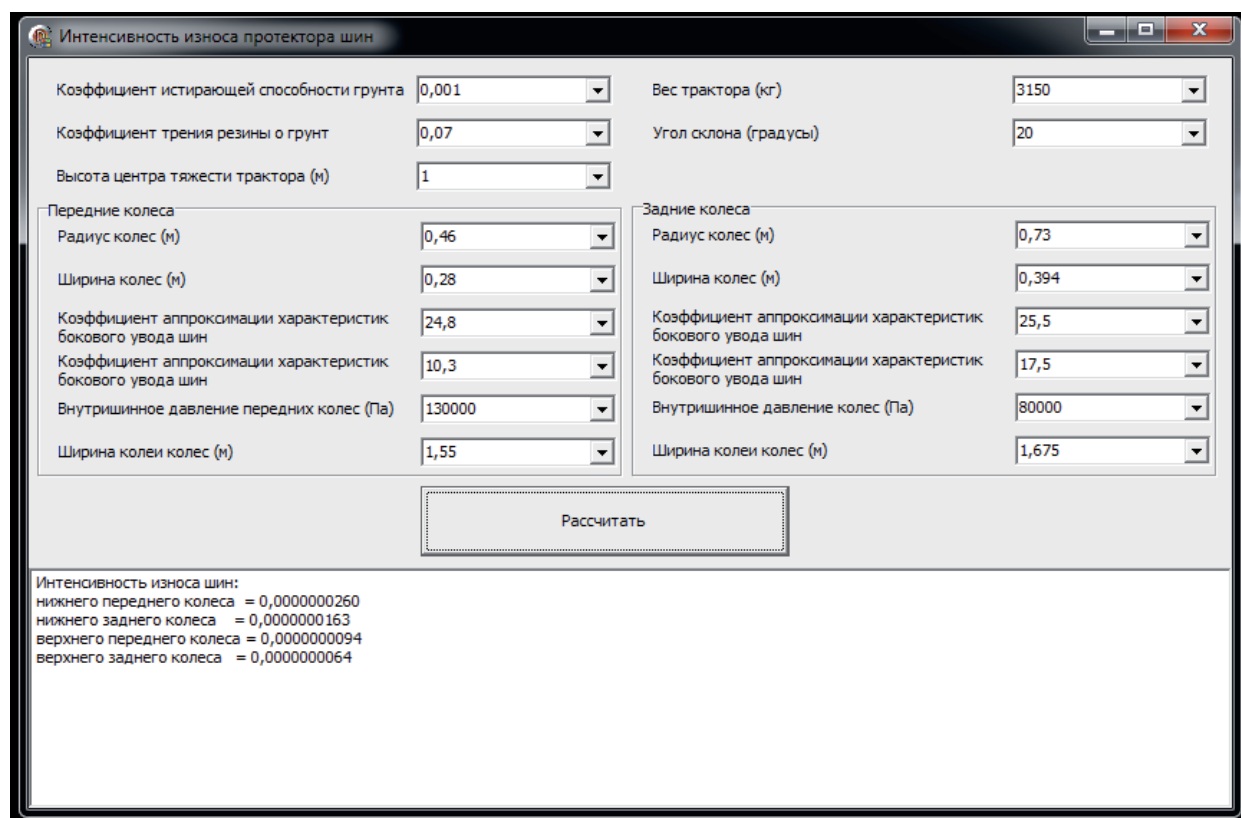 Интенсивность износа протектора шин
Коэффициент истирающей способности грунта 0,001
Вес трактора (кг) 3150
Коэффициент трения резины о грунт 0,07
Угол склона (градусы) 20
Высота центра тяжести трактора (м) 1
Передние колеса
Радиус колес (м) 0,46
Ширина колес (м) 0,28
Коэффициент аппроксимации характеристик
бокового увода шин 24,8
Коэффициент аппроксимации характеристик
бокового увода шин 10,3
Внутришинное давление передних колес (Па) 130000
Ширина колеи колес (м) 1,55
Задние колеса
Радиус колес (м) 0,73
Ширина колес (м) 0,394
Коэффициент аппроксимации характеристик
бокового увода шин 25,5
Коэффициент аппроксимации характеристик
бокового увода шин 17,5
Внутришинное давление колес (Па) 80000
Ширина колеи колес (м) 1,675
Рассчитать
Интенсивность износа шин:
нижнего переднего колеса = 0,0000000260
нижнего заднего колеса = 0,0000000163
верхнего переднего колеса = 0,0000000094
верхнего заднего колеса = 0,0000000064